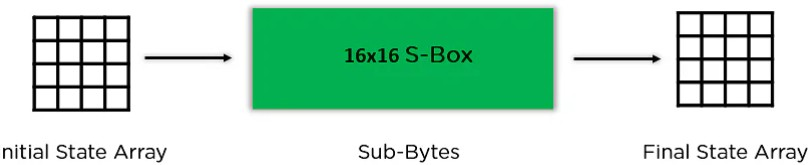 16x16 S-Box
nitial State Array
Sub-Bytes
Final State Array